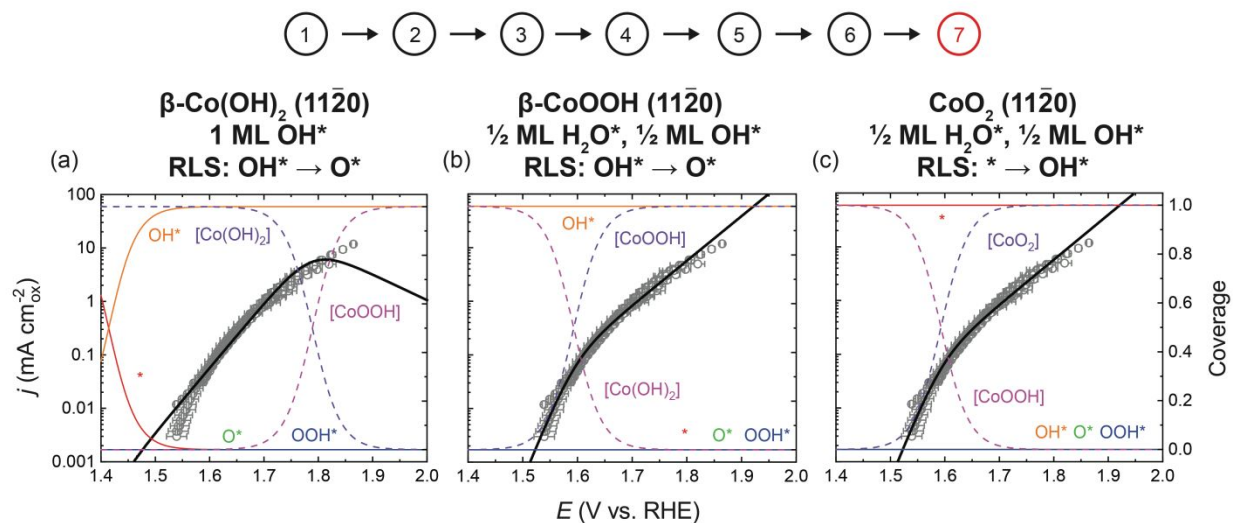 1 → 2 → 3 → 4 → 5 → 6 → 7
β-Co(OH)₂ (11̅2̅0)
1 ML OH*
RLS: OH* → O*
β-CoOOH (112̅0)
½ ML H₂O*, ½ ML OH*
RLS: OH* → O*
CoO₂ (112̅0)
½ ML H₂O*, ½ ML OH*
RLS: * → OH*
(a)
100
10
1
0.1
0.01
0.001
j (mA cm⁻²ox)
OH*
[Co(OH)₂]
[CoOOH]
*
O*
OOH*
1.4 1.5 1.6 1.7 1.8 1.9 2.0
(b)
OH*
[CoOOH]
[Co(OH)₂]
*
O*
OOH*
1.4 1.5 1.6 1.7 1.8 1.9 2.0
(c)
*
[CoO₂]
[CoOOH]
OH* O* OOH*
1.4 1.5 1.6 1.7 1.8 1.9 2.0
1.0
0.8
0.6
0.4
0.2
0.0
Coverage
E (V vs. RHE)